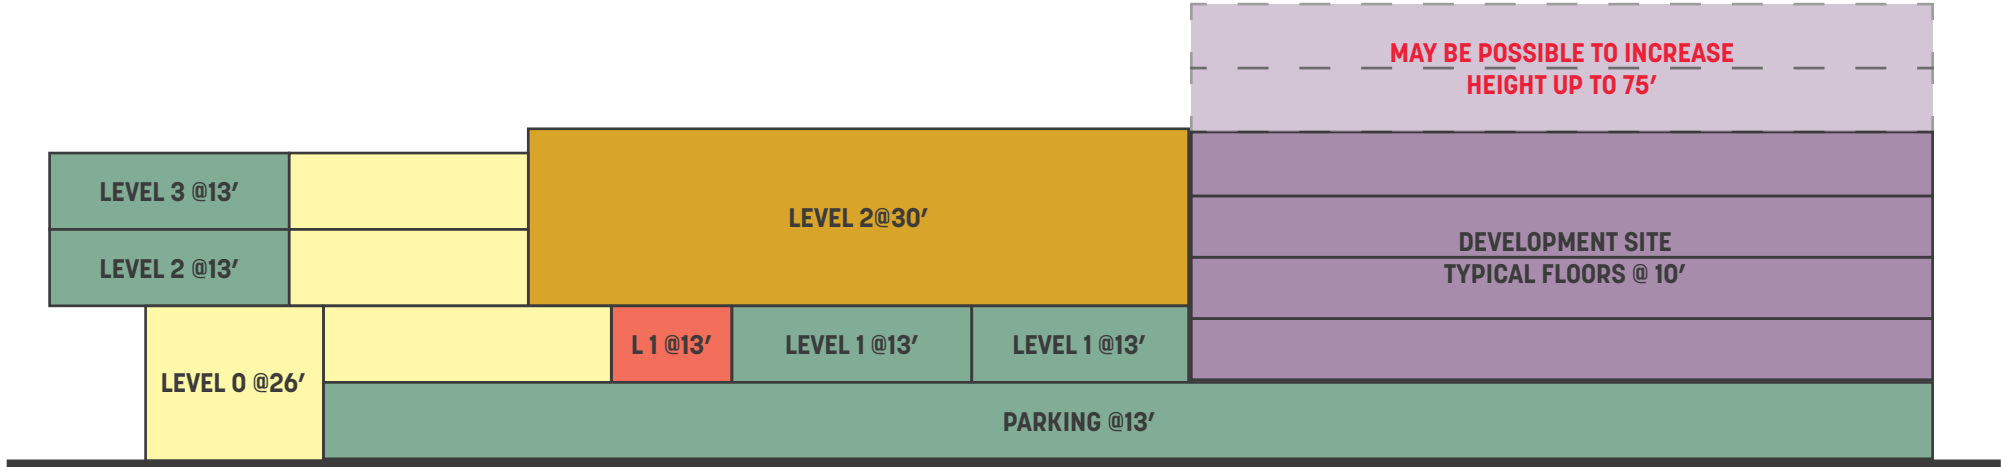 MAY BE POSSIBLE TO INCREASE
HEIGHT UP TO 75′
LEVEL 3 @13′
LEVEL 2@30′
LEVEL 2 @13′
DEVELOPMENT SITE
TYPICAL FLOORS @ 10′
L 1 @13′
LEVEL 1 @13′
LEVEL 1 @13′
LEVEL 0 @26′
PARKING @13′